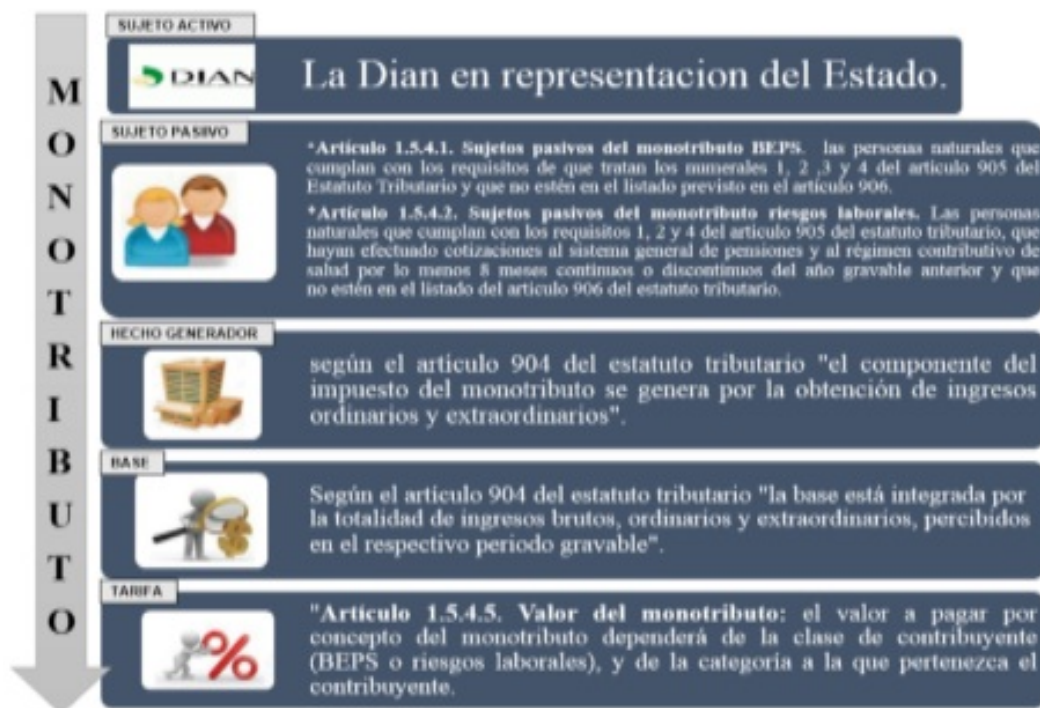 MONOTRIBUTO
SUJETO ACTIVO
DIAN
La Dian en representacion del Estado.
SUJETO PASIIVO
*Artículo 1.5.4.1. Sujetos pasivos del monotributo BEPS. las personas naturales que
cumplan con los requisitos de que tratan los numerales 1, 2 ,3 y 4 del artículo 905 del
Estatuto Tributario y que no estén en el listado previsto en el artículo 906.
*Artículo 1.5.4.2. Sujetos pasivos del monotributo riesgos laborales. Las personas
naturales que cumplan con los requisitos 1, 2 y 4 del artículo 905 del estatuto tributario, que
hayan efectuado cotizaciones al sistema general de pensiones y al régimen contributivo de
salud por lo menos 8 meses continuos o discontinuos del año gravable anterior y que
no estén en el listado del artículo 906 del estatuto tributario.
HECHO GENERADOR
según el artículo 904 del estatuto tributario "el componente del
impuesto del monotributo se genera por la obtención de ingresos
ordinarios y extraordinarios".
BASE
Según el artículo 904 del estatuto tributario "la base está integrada por
la totalidad de ingresos brutos, ordinarios y extraordinarios, percibidos
en el respectivo periodo gravable".
TARIFA
"Artículo 1.5.4.5. Valor del monotributo: el valor a pagar por
concepto del monotributo dependerá de la clase de contribuyente
(BEPS o riesgos laborales), y de la categoría a la que pertenezca el
contribuyente.